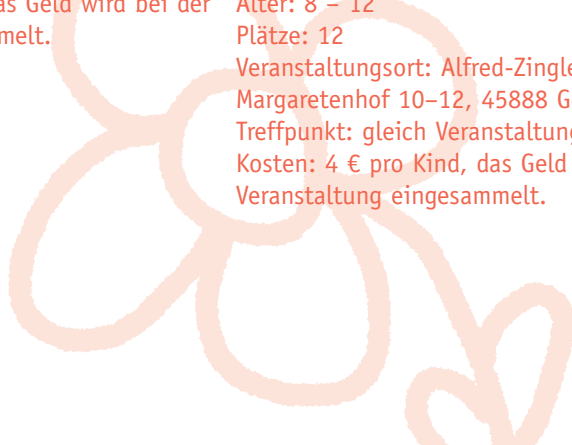 as Geld wird bei der
melt.
Alter: 8 – 12
Plätze: 12
Veranstaltungsort: Alfred-Zingle
Margaretenhof 10–12, 45888 G
Treffpunkt: gleich Veranstaltun
Kosten: 4 € pro Kind, das Geld
Veranstaltung eingesammelt.